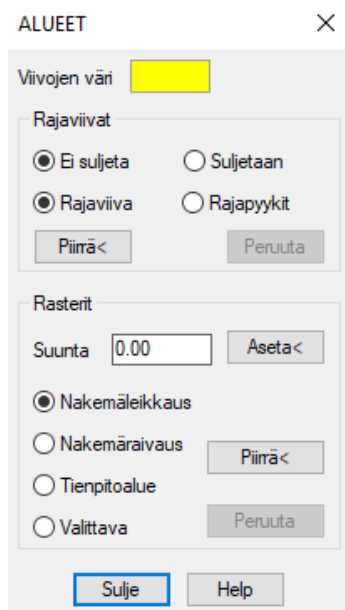 ALUEET
Viivojen väri
Rajaviivat
Ei suljeta Suljetaan
Rajaviiva Rajapyykit
Piirrä< Peruuta
Rasterit
Suunta 0.00 Aseta<
Nakemäleikkaus
Nakemäraivaus
Piirrä<
Tienpitoalue
Valittava Peruuta
Sulje Help